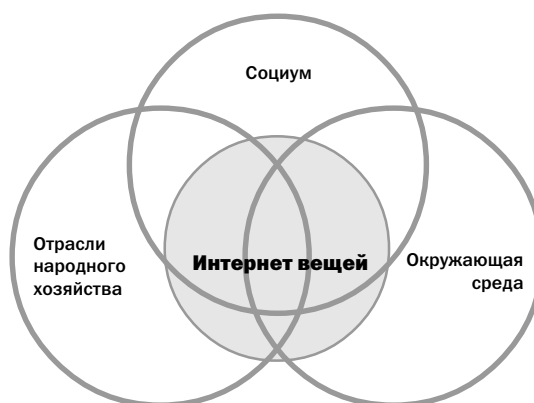 Социум
Отрасли
народного
хозяйства
Интернет вещей
Окружающая
среда